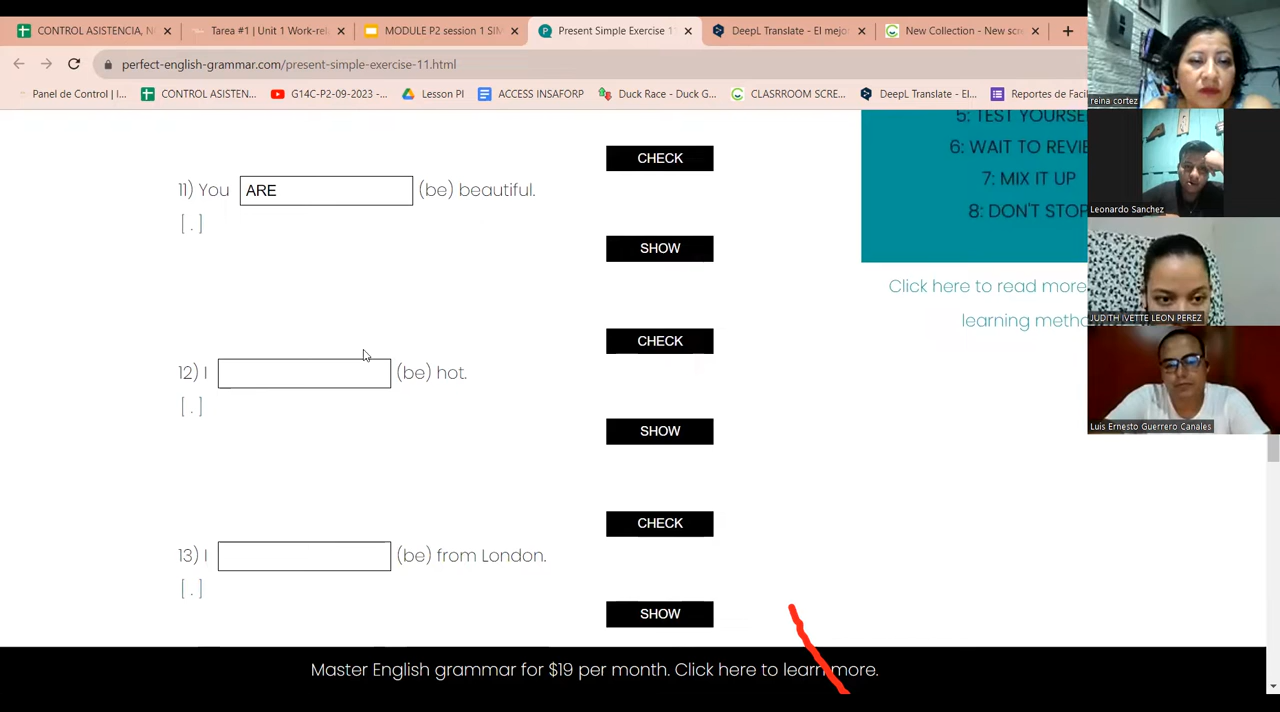 CONTROL ASISTENCIA, N
Tarea #1 | Unit 1 Work-rel
MODULE P2 session 1 SIM
Present Simple Exercise 1
DeepL Translate - El mejor
New Collection - New scre
perfect-english-grammar.com/present-simple-exercise-11.html
Panel de Control | I...
CONTROL ASISTEN...
G14C-P2-09-2023 -...
Lesson Pl
ACCESS INSAFORP
Duck Race - Duck G...
CLASRROOM SCRE...
DeepL Translate - El...
Reportes de Faci
reina cortez
5: TEST YOURSE
6: WAIT TO REVIE
7: MIX IT UP
8: DON'T STOP
CHECK
11) You ARE (be) beautiful.
[ . ]
SHOW
Leonardo Sanchez
Click here to read more
learning metho
JUDITH IVETTE LEON PEREZ
CHECK
12) I (be) hot.
[ . ]
SHOW
Luis Ernesto Guerrero Canales
CHECK
13) I (be) from London.
[ . ]
SHOW
Master English grammar for $19 per month. Click here to learn more.